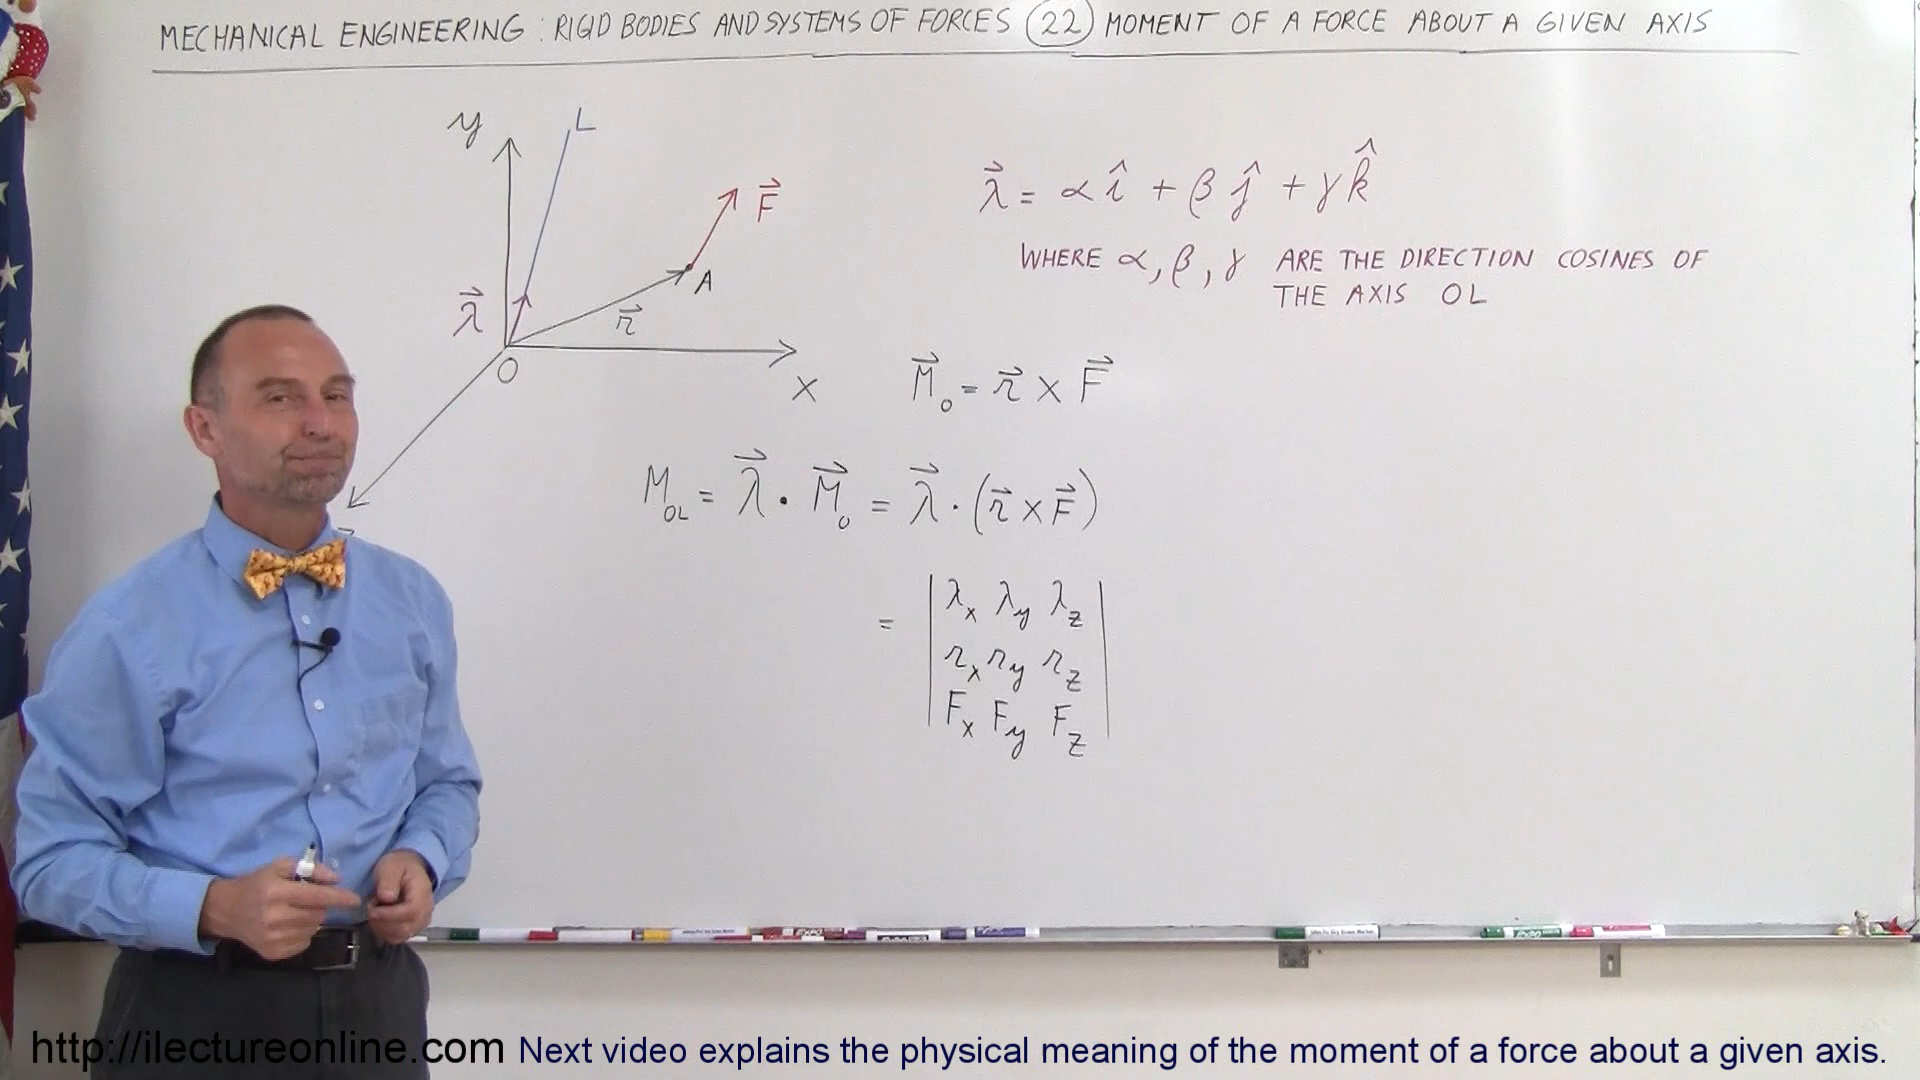 MECHANICAL ENGINEERING : RIGID BODIES AND SYSTEMS OF FORCES (22) MOMENT OF A FORCE ABOUT A GIVEN AXIS
y
L
F⃗
A
λ⃗
r⃗
O
x
λ⃗ = α î + β ĵ + γ k̂
WHERE α, β, γ ARE THE DIRECTION COSINES OF
THE AXIS OL
M⃗₀ = r⃗ × F⃗
M_OL = λ⃗ · M⃗₀ = λ⃗ · (r⃗ × F⃗)
= | λx λy λz |
| rx ry rz |
| Fx Fy Fz |
http://ilectureonline.com Next video explains the physical meaning of the moment of a force about a given axis.